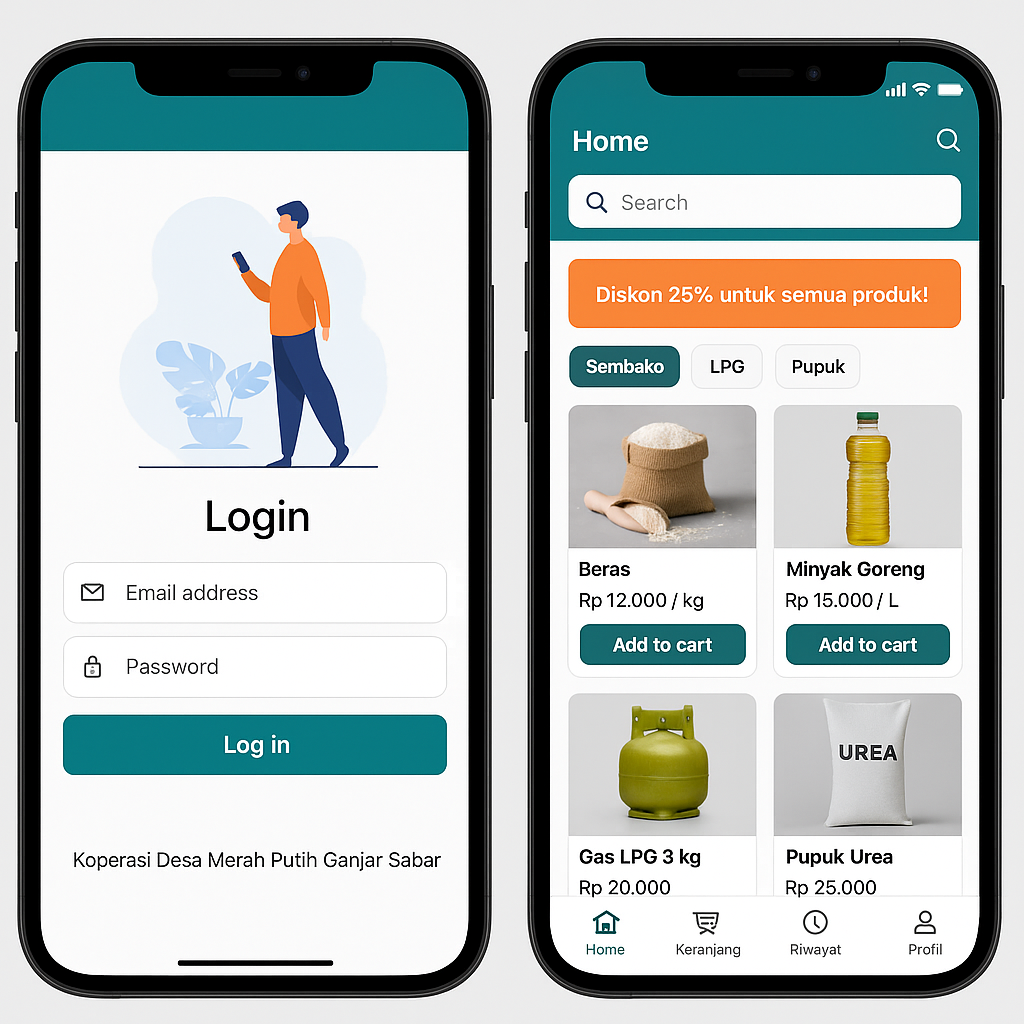 Login
Email address
Password
Log in
Koperasi Desa Merah Putih Ganjar Sabar
Home
Search
Diskon 25% untuk semua produk!
Sembako
LPG
Pupuk
Beras
Rp 12.000 / kg
Add to cart
Minyak Goreng
Rp 15.000 / L
Add to cart
Gas LPG 3 kg
Rp 20.000
UREA
Pupuk Urea
Rp 25.000
Home
Keranjang
Riwayat
Profil